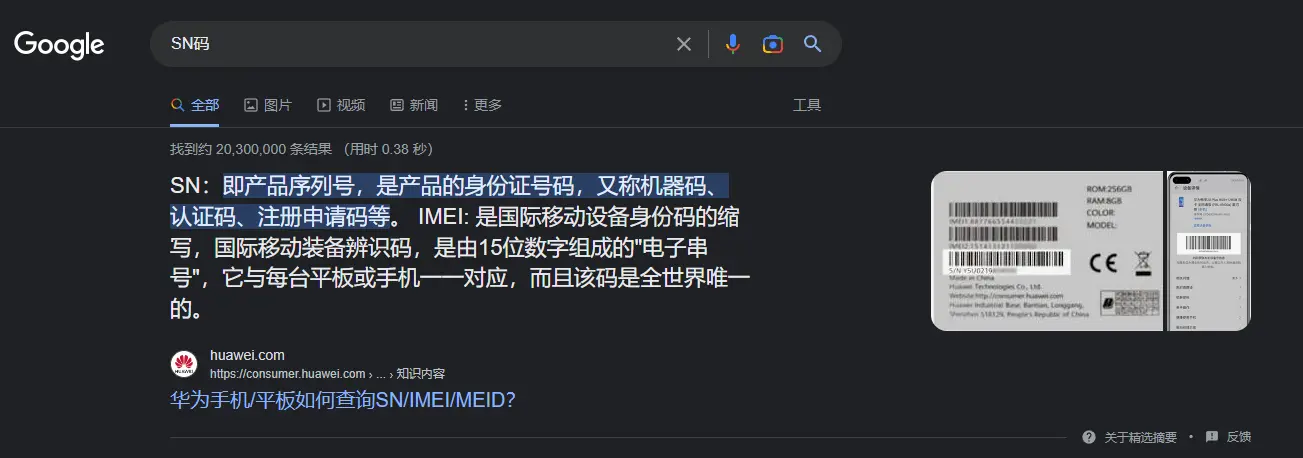 Google
SN码
全部
图片
视频
新闻
更多
工具
找到约 20,300,000 条结果 （用时 0.38 秒）
SN：即产品序列号，是产品的身份证号码，又称机器码、
认证码、注册申请码等。 IMEI: 是国际移动设备身份码的缩
写，国际移动装备辨识码，是由15位数字组成的"电子串
号"，它与每台平板或手机一一对应，而且该码是全世界唯一
的。
ROM:256GB
RAM:8GB
COLOR:
MODEL:
Made in China
Huawei Technologies Co., Ltd.
Website:http://consumer.huawei.com
Huawei Industrial Base, Bantian, Longgang,
Shenzhen 518129, People's Republic of China
HUAWEI
huawei.com
https://consumer.huawei.com › ... › 知识内容
华为手机/平板如何查询SN/IMEI/MEID？
关于精选摘要
•
反馈